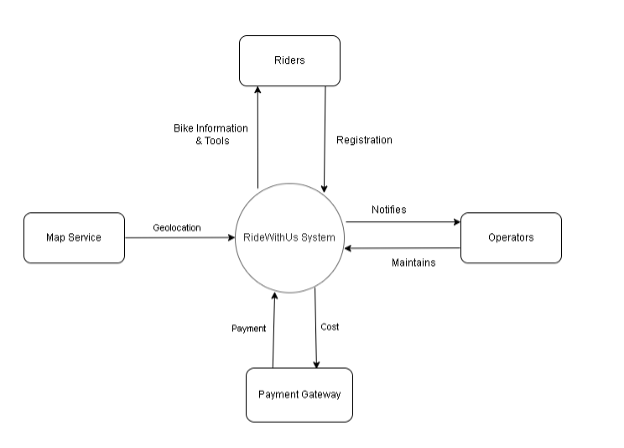 Riders
Bike Information
& Tools
Registration
Notifies
Geolocation
Map Service
RideWithUs System
Operators
Maintains
Payment
Cost
Payment Gateway